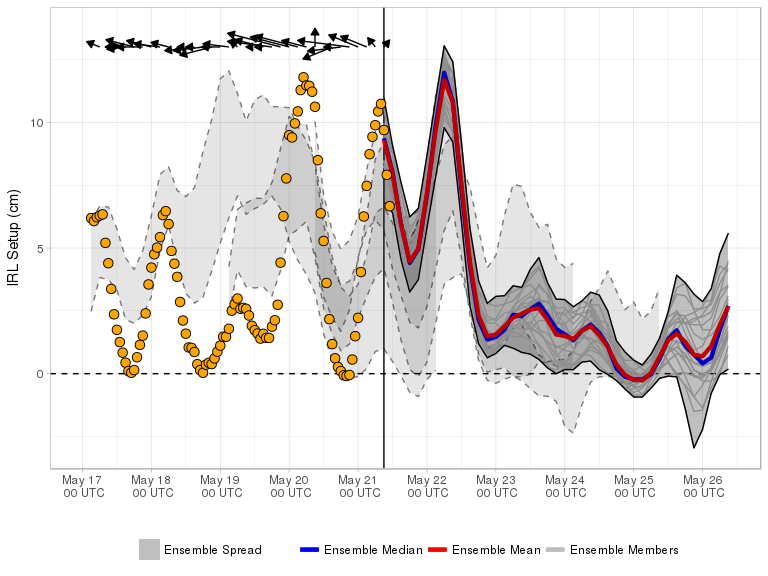 IRL Setup (cm)
10
5
0
May 17 May 18 May 19 May 20 May 21 May 22 May 23 May 24 May 25 May 26
00 UTC 00 UTC 00 UTC 00 UTC 00 UTC 00 UTC 00 UTC 00 UTC 00 UTC 00 UTC
Ensemble Spread Ensemble Median Ensemble Mean Ensemble Members